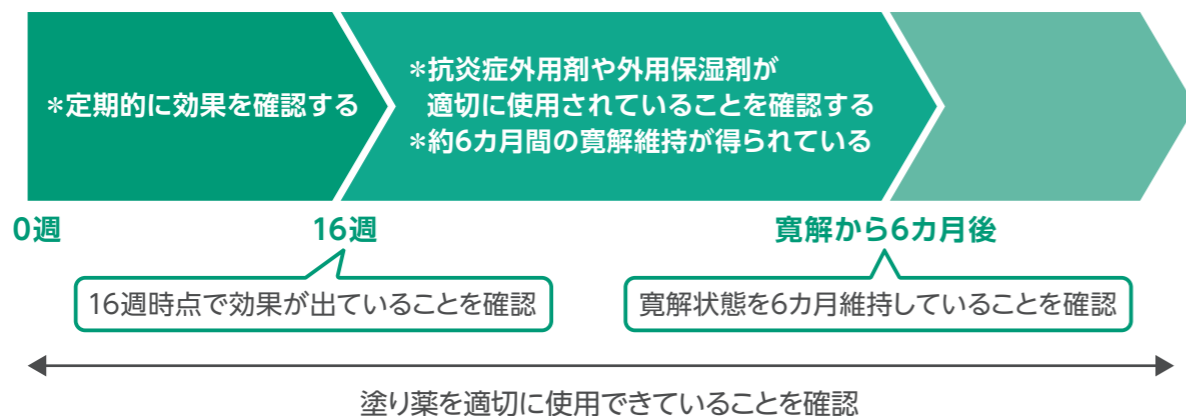 ＊定期的に効果を確認する
＊抗炎症外用剤や外用保湿剤が
適切に使用されていることを確認する
＊約6カ月間の寛解維持が得られている
0週
16週
寛解から6カ月後
16週時点で効果が出ていることを確認
寛解状態を6カ月維持していることを確認
塗り薬を適切に使用できていることを確認